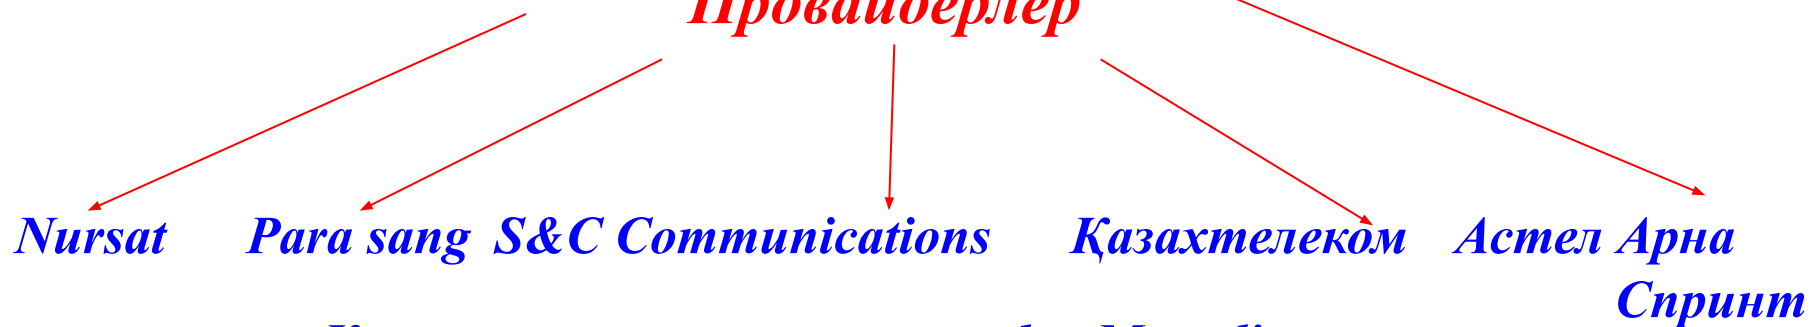 Провайдерлер
Nursat Para sang S&C Communications Қазахтелеком Астел Арна
Спринт